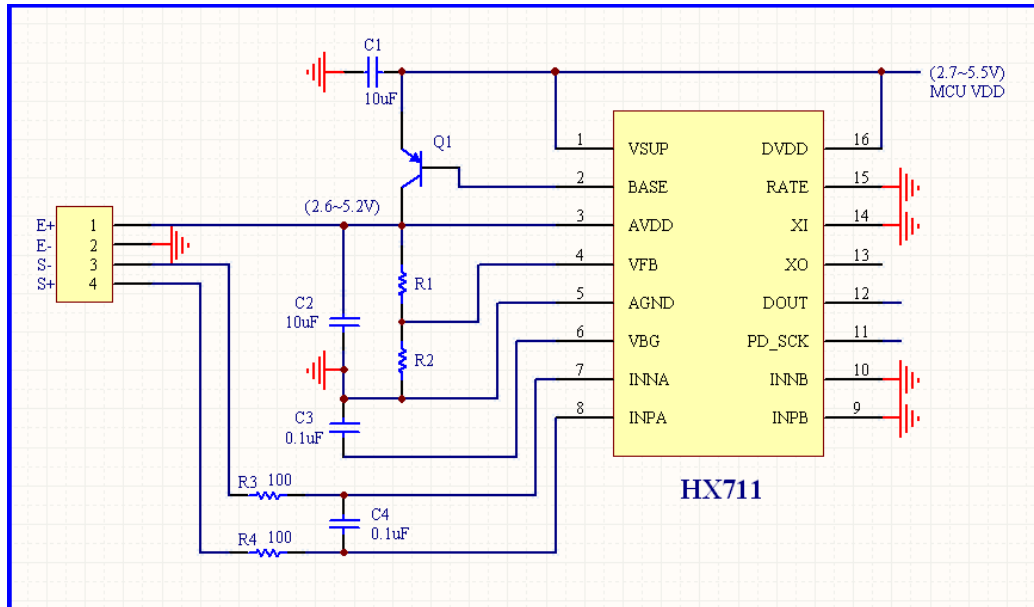 C1
10uF
(2.7~5.5V)
MCU VDD
Q1
1 VSUP DVDD 16
2 BASE RATE 15
(2.6~5.2V)
3 AVDD XI 14
4 VFB XO 13
5 AGND DOUT 12
6 VBG PD_SCK 11
7 INNA INNB 10
8 INPA INPB 9
E+ 1
E- 2
S- 3
S+ 4
R1
C2
10uF
R2
C3
0.1uF
HX711
R3 100
C4
0.1uF
R4 100